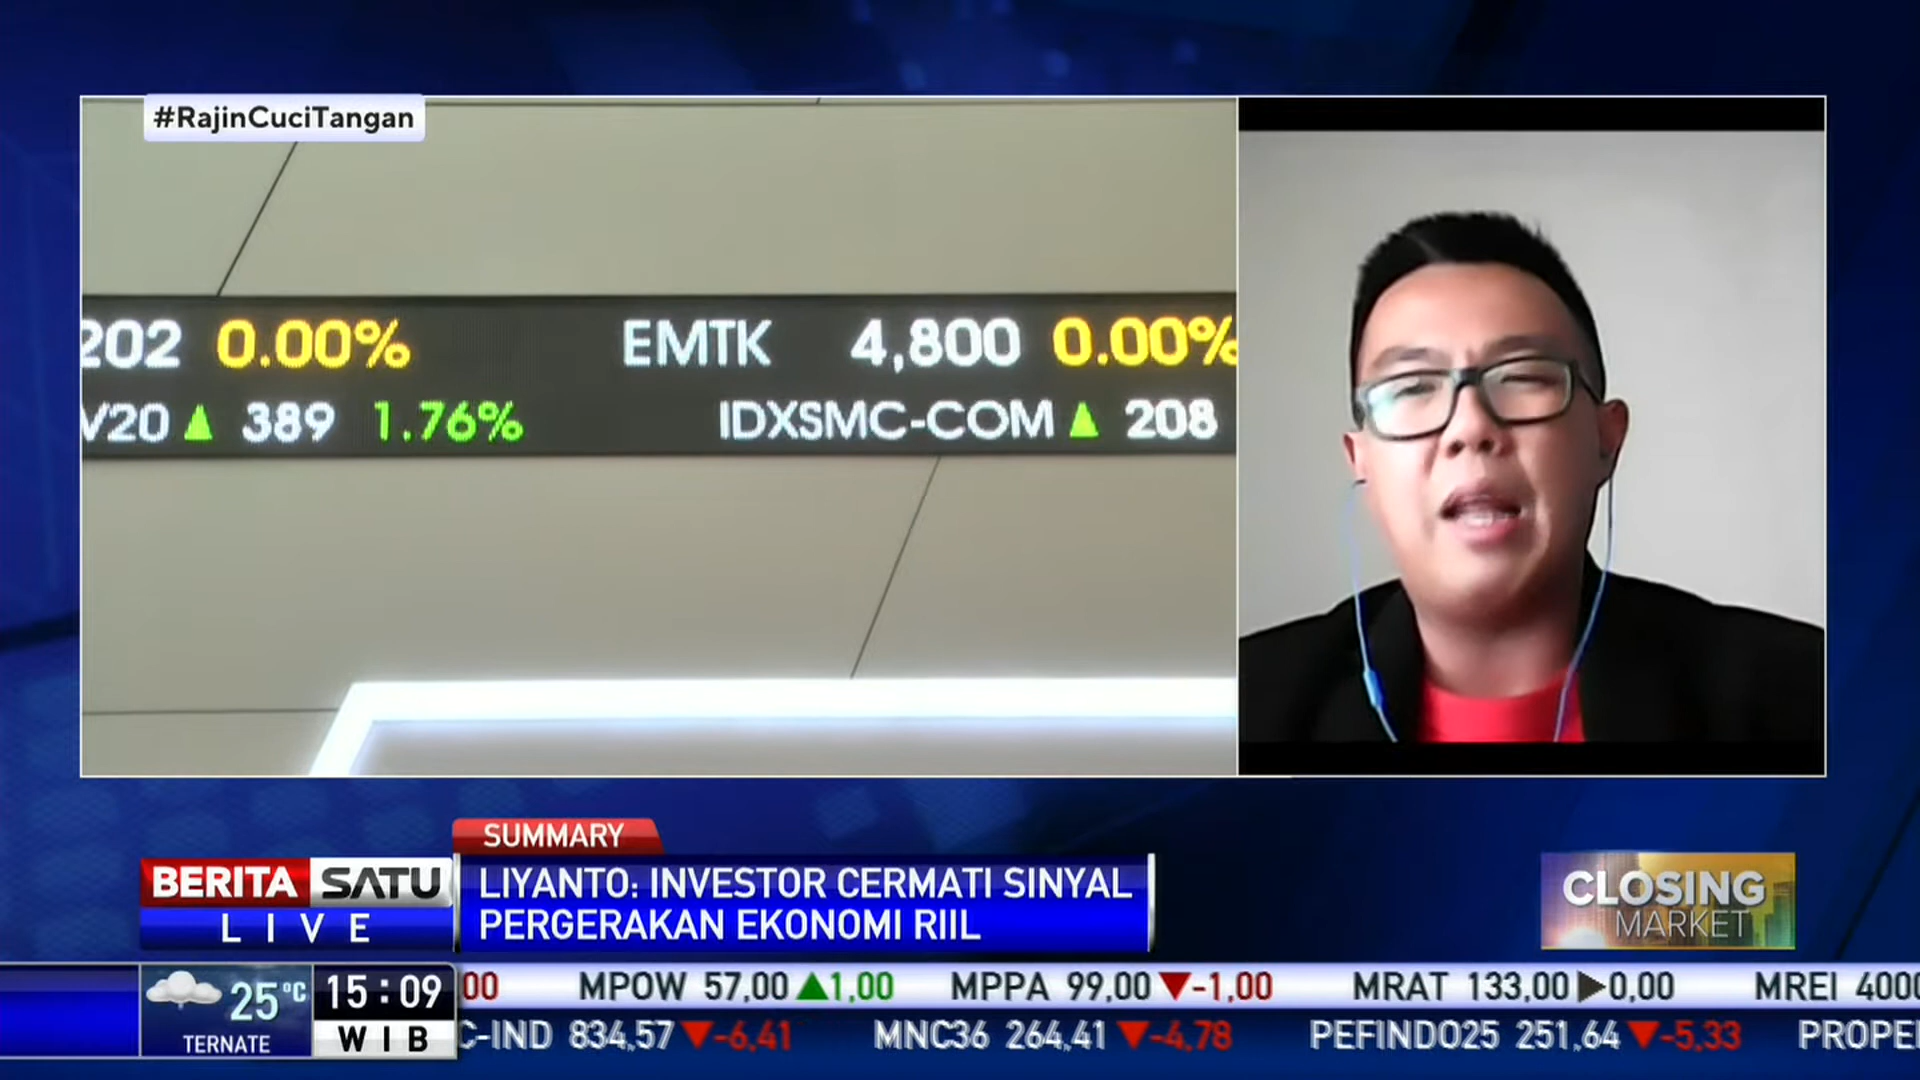 #RajinCuciTangan
202 0.00% EMTK 4,800 0.00%
V20 ▲ 389 1.76% IDXSMC-COM ▲ 208
SUMMARY
BERITA SATU
LIVE
LIYANTO: INVESTOR CERMATI SINYAL
PERGERAKAN EKONOMI RIIL
CLOSING
MARKET
25°C
TERNATE
15:09
WIB
00 MPOW 57,00 ▲ 1,00 MPPA 99,00 ▼ -1,00 MRAT 133,00 ▶ 0,00 MREI 4000
C-IND 834,57 ▼ -6,41 MNC36 264,41 ▼ -4,78 PEFINDO25 251,64 ▼ -5,33 PROPE